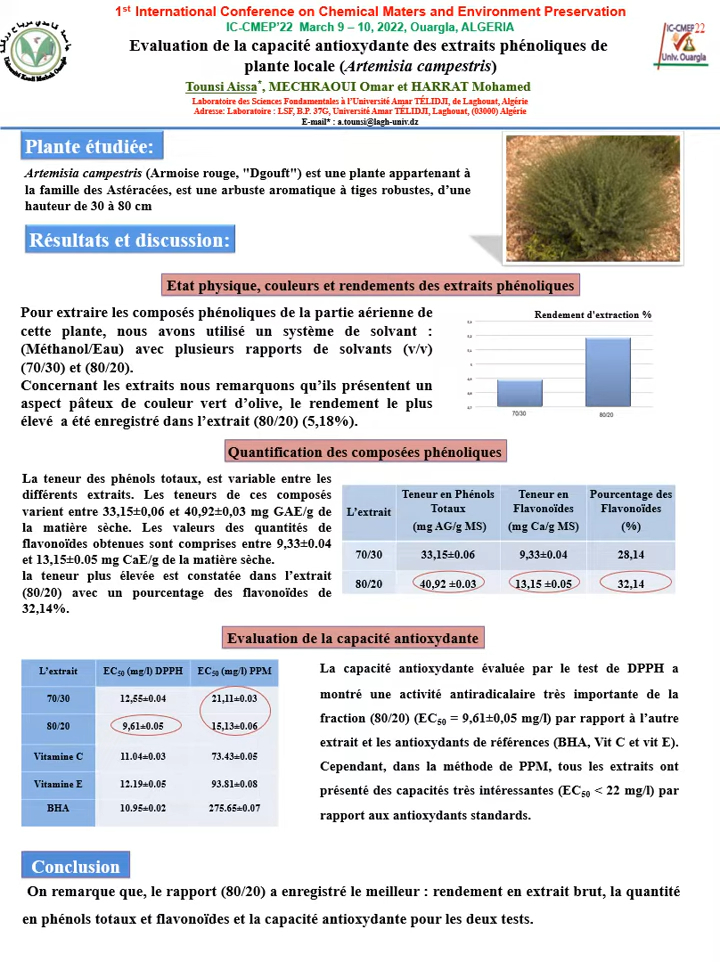 1st International Conference on Chemical Maters and Environment Preservation
IC-CMEP'22 March 9 – 10, 2022, Ouargla, ALGERIA
Evaluation de la capacité antioxydante des extraits phénoliques de
plante locale (Artemisia campestris)
Tounsi Aissa*, MECHRAOUI Omar et HARRAT Mohamed
Laboratoire des Sciences Fondamentales à l'Université Amar TÉLIDJI, de Laghouat, Algérie
Adresse: Laboratoire : LSF, B.P. 37G, Université Amar TÉLIDJI, Laghouat, (03000) Algérie
E-mail* : a.tounsi@lagh-univ.dz
IC-CMEP'22
Univ. Ouargla
Plante étudiée:
Artemisia campestris (Armoise rouge, "Dgouft") est une plante appartenant à
la famille des Astéracées, est une arbuste aromatique à tiges robustes, d'une
hauteur de 30 à 80 cm
Résultats et discussion:
Etat physique, couleurs et rendements des extraits phénoliques
Pour extraire les composés phénoliques de la partie aérienne de
cette plante, nous avons utilisé un système de solvant :
(Méthanol/Eau) avec plusieurs rapports de solvants (v/v)
(70/30) et (80/20).
Concernant les extraits nous remarquons qu'ils présentent un
aspect pâteux de couleur vert d'olive, le rendement le plus
élevé a été enregistré dans l'extrait (80/20) (5,18%).
Rendement d'extraction %
70/30 80/20
Quantification des composées phénoliques
La teneur des phénols totaux, est variable entre les
différents extraits. Les teneurs de ces composés
varient entre 33,15±0,06 et 40,92±0,03 mg GAE/g de
la matière sèche. Les valeurs des quantités de
flavonoïdes obtenues sont comprises entre 9,33±0.04
et 13,15±0.05 mg CaE/g de la matière sèche.
la teneur plus élevée est constatée dans l'extrait
(80/20) avec un pourcentage des flavonoïdes de
32,14%.
L'extrait Teneur en Phénols Totaux (mg AG/g MS) Teneur en Flavonoïdes (mg Ca/g MS) Pourcentage des Flavonoïdes (%)
70/30 33,15±0.06 9,33±0.04 28,14
80/20 40,92 ±0.03 13,15 ±0.05 32,14
Evaluation de la capacité antioxydante
L'extrait EC50 (mg/l) DPPH EC50 (mg/l) PPM
70/30 12,55±0.04 21,11±0.03
80/20 9,61±0.05 15,13±0.06
Vitamine C 11.04±0.03 73.43±0.05
Vitamine E 12.19±0.05 93.81±0.08
BHA 10.95±0.02 275.65±0.07
La capacité antioxydante évaluée par le test de DPPH a
montré une activité antiradicalaire très importante de la
fraction (80/20) (EC50 = 9,61±0,05 mg/l) par rapport à l'autre
extrait et les antioxydants de références (BHA, Vit C et vit E).
Cependant, dans la méthode de PPM, tous les extraits ont
présenté des capacités très intéressantes (EC50 < 22 mg/l) par
rapport aux antioxydants standards.
Conclusion
On remarque que, le rapport (80/20) a enregistré le meilleur : rendement en extrait brut, la quantité
en phénols totaux et flavonoïdes et la capacité antioxydante pour les deux tests.